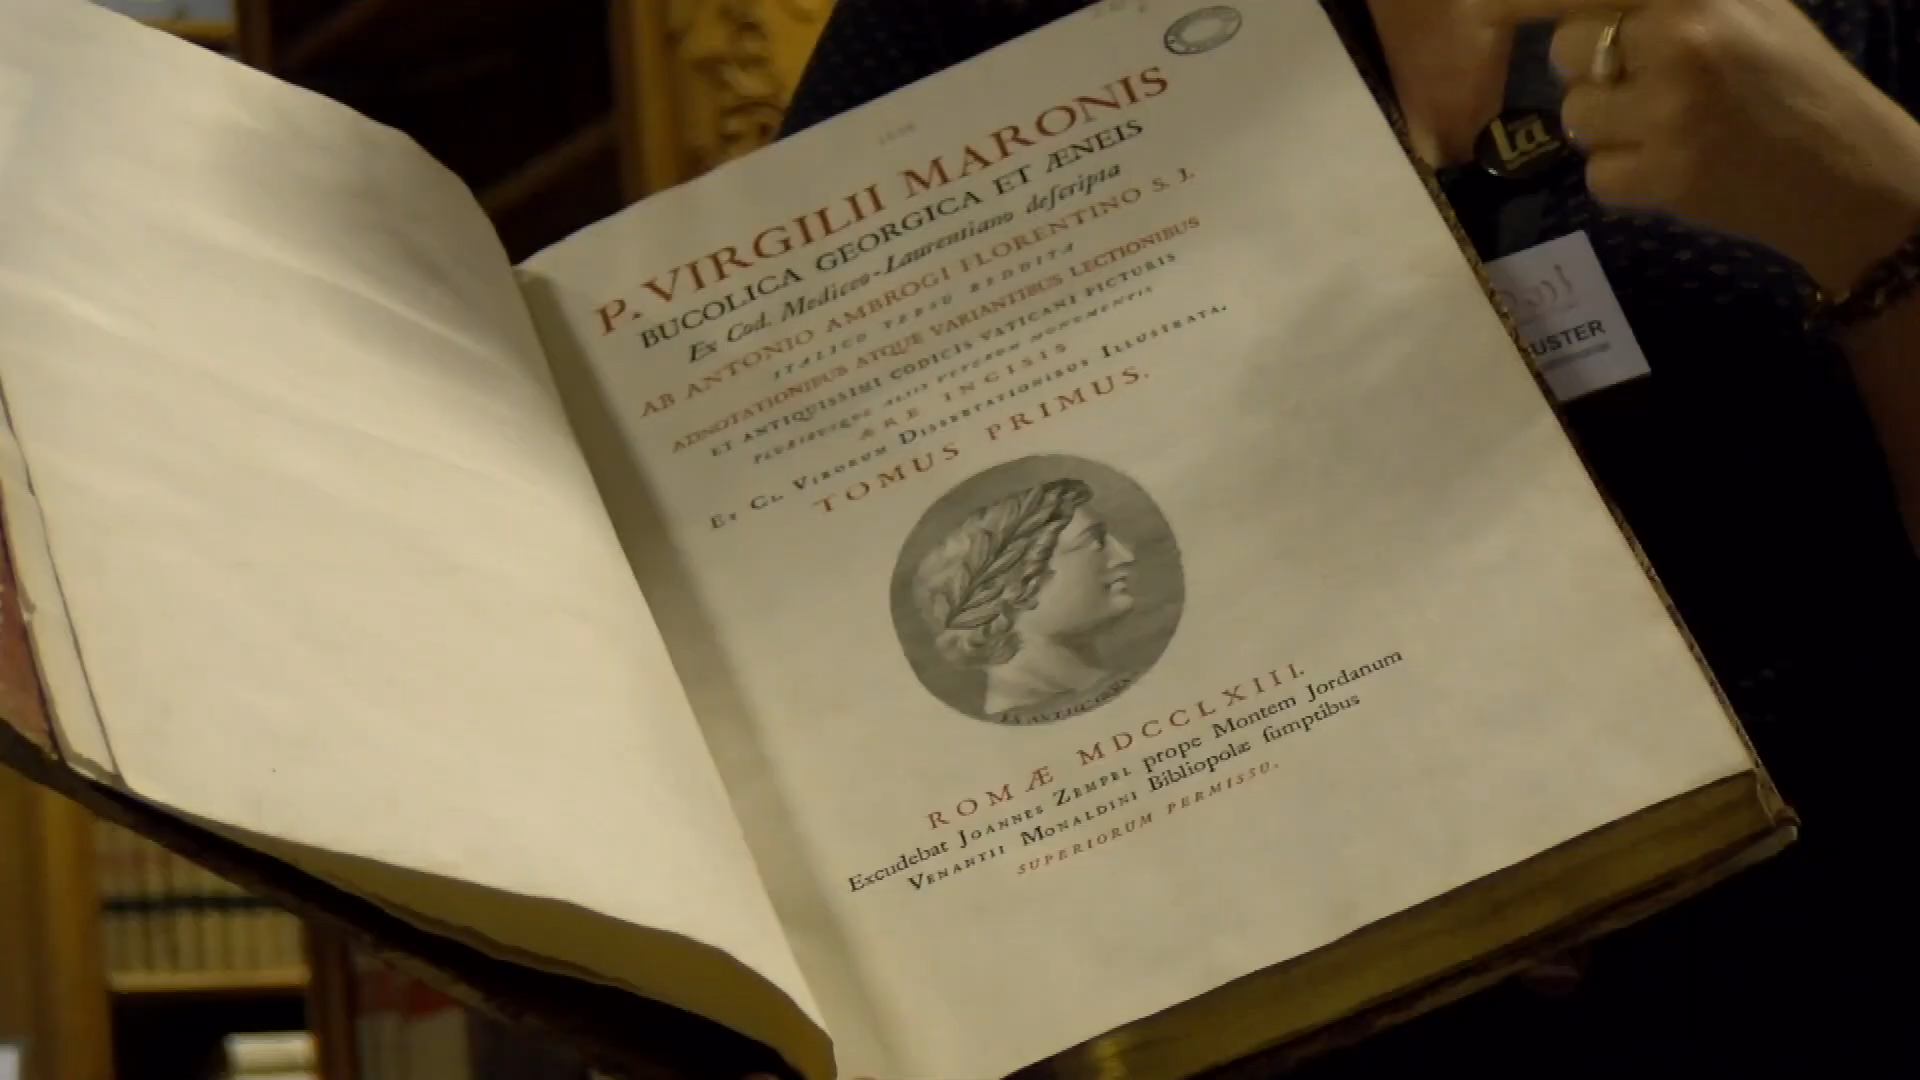 P. VIRGILII MARONIS
BUCOLICA GEORGICA ET ÆNEIS
Ex Cod. Mediceo-Laurentiano deſcripta
AB ANTONIO AMBROGI FLORENTINO S. J.
ITALICO VERSU REDDITA
ADNOTATIONIBUS ATQUE VARIANTIBUS LECTIONIBUS
ET ANTIQUISSIMI CODICIS VATICANI PICTURIS
PLURIBUSQUE ALIIS VETERUM MONUMENTIS
ÆRE INCISIS
ET CL. VIRORUM DISSERTATIONIBUS ILLUSTRATA.
TOMUS PRIMUS.
ROMÆ MDCCLXIII.
Excudebat JOANNES ZEMPEL prope Montem Jordanum
VENANTII MONALDINI Bibliopolæ ſumptibus
SUPERIORUM PERMISSU.
la
USTER